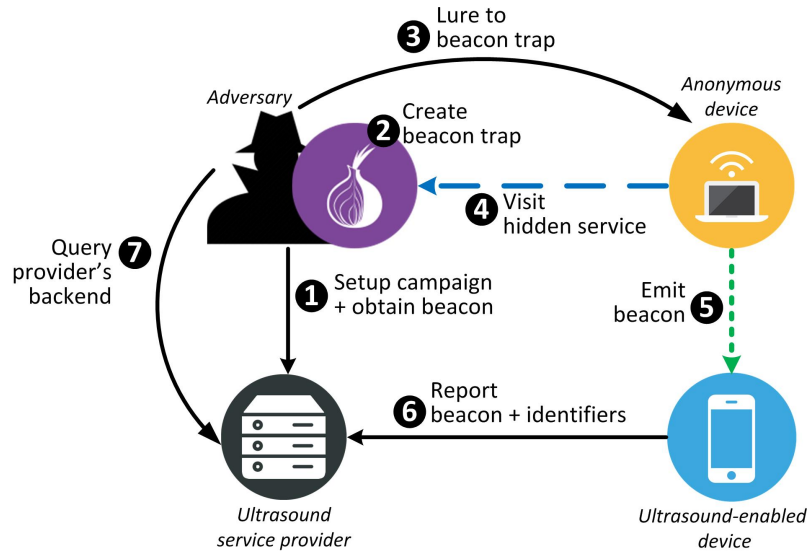 3 Lure to
beacon trap
Adversary
Anonymous
device
2 Create
beacon trap
4 Visit
hidden service
Query 7
provider's
backend
1 Setup campaign
+ obtain beacon
Emit
beacon 5
6 Report
beacon + identifiers
Ultrasound
service provider
Ultrasound-enabled
device